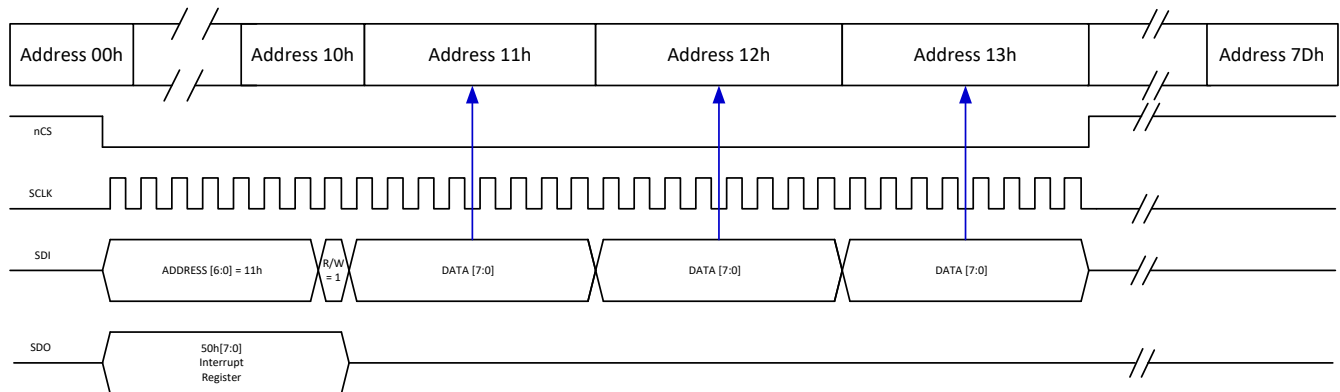 Address 00h
Address 10h
Address 11h
Address 12h
Address 13h
Address 7Dh
nCS
SCLK
SDI
ADDRESS [6:0] = 11h
R/W
= 1
DATA [7:0]
DATA [7:0]
DATA [7:0]
SDO
50h[7:0]
Interrupt
Register